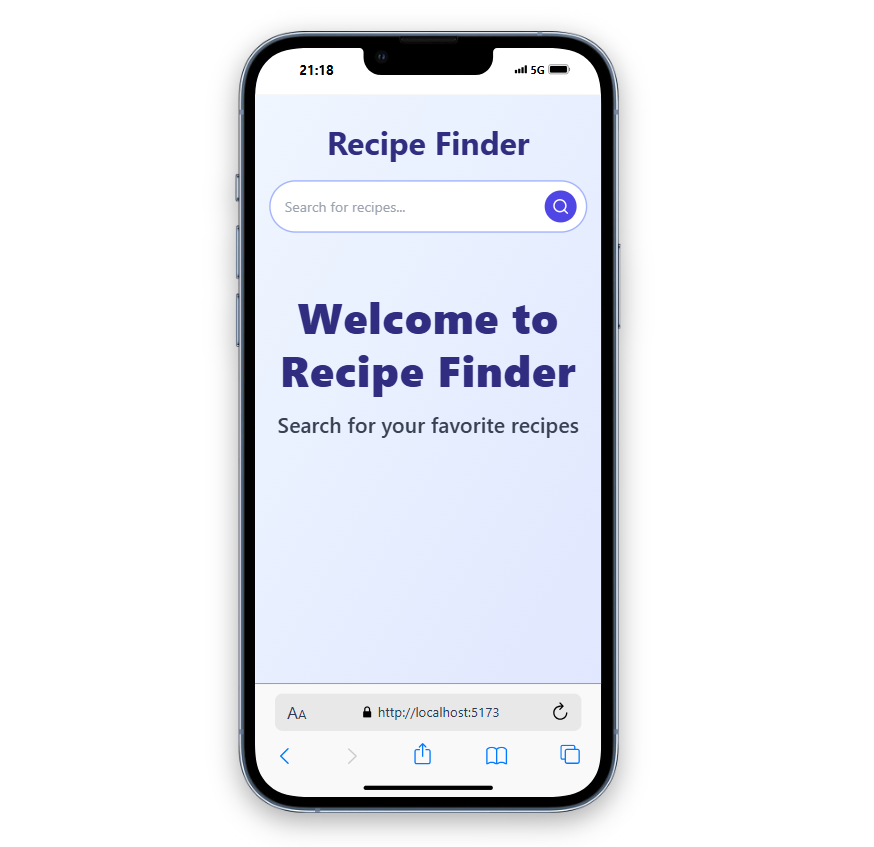 21:18
5G
Recipe Finder
Search for recipes...
Welcome to
Recipe Finder
Search for your favorite recipes
AA
http://localhost:5173